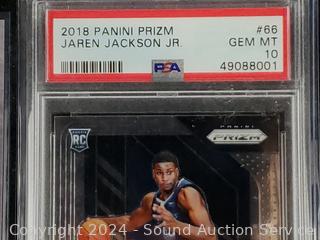 2018 PANINI PRIZM #66
JAREN JACKSON JR. GEM MT
10
PSA 49088001
RC
PANINI
PRIZM
Copyright 2024 - Sound Auction Service